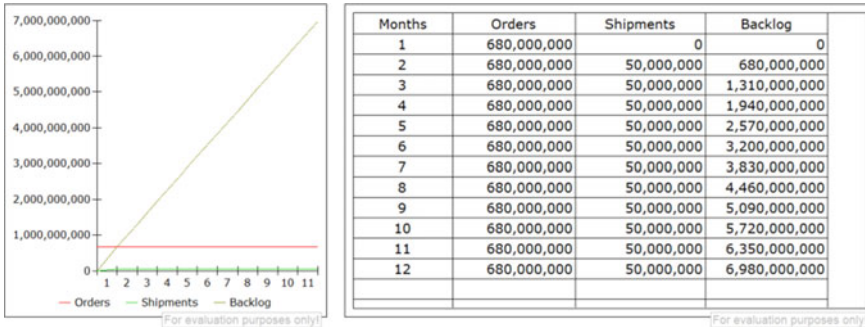 7,000,000,000
6,000,000,000
5,000,000,000
4,000,000,000
3,000,000,000
2,000,000,000
1,000,000,000
0
1 2 3 4 5 6 7 8 9 10 11
Orders Shipments Backlog
For evaluation purposes only!
Months Orders Shipments Backlog
1 680,000,000 0 0
2 680,000,000 50,000,000 680,000,000
3 680,000,000 50,000,000 1,310,000,000
4 680,000,000 50,000,000 1,940,000,000
5 680,000,000 50,000,000 2,570,000,000
6 680,000,000 50,000,000 3,200,000,000
7 680,000,000 50,000,000 3,830,000,000
8 680,000,000 50,000,000 4,460,000,000
9 680,000,000 50,000,000 5,090,000,000
10 680,000,000 50,000,000 5,720,000,000
11 680,000,000 50,000,000 6,350,000,000
12 680,000,000 50,000,000 6,980,000,000
For evaluation purposes only